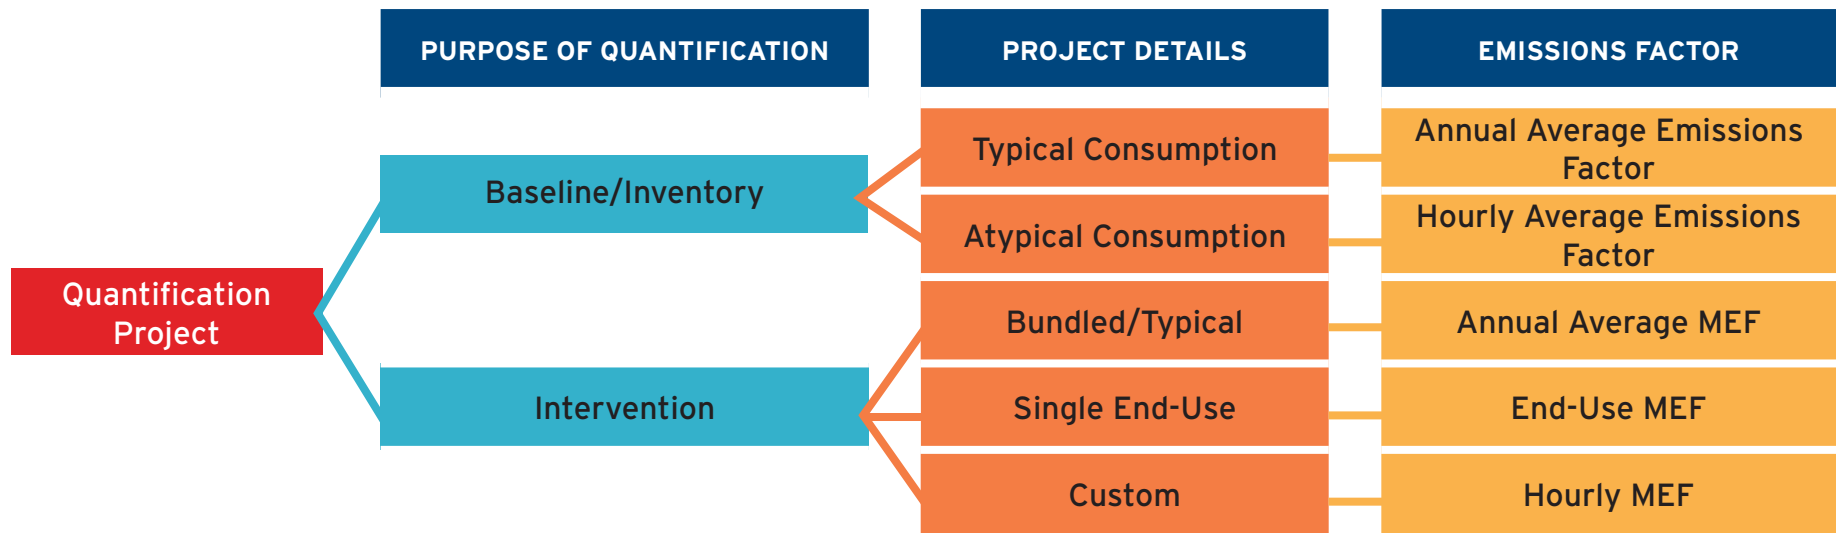 PURPOSE OF QUANTIFICATION
PROJECT DETAILS
EMISSIONS FACTOR
Quantification
Project
Baseline/Inventory
Typical Consumption
Annual Average Emissions
Factor
Atypical Consumption
Hourly Average Emissions
Factor
Intervention
Bundled/Typical
Annual Average MEF
Single End-Use
End-Use MEF
Custom
Hourly MEF